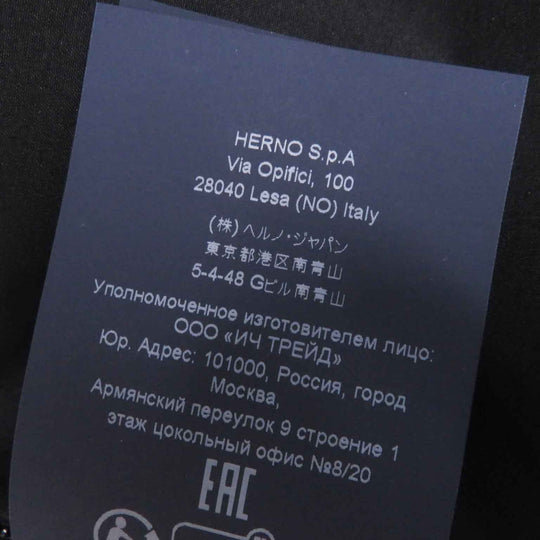 HERNO S.p.A
Via Opifici, 100
28040 Lesa (NO) Italy
(株)ヘルノ・ジャパン
東京都港区南青山
5-4-48 Gビル南青山
Уполномоченное изготовителем лицо:
ООО «ИЧ ТРЕЙД»
Юр. Адрес: 101000, Россия, город
Москва,
Армянский переулок 9 строение 1
этаж цокольный офис №8/20
EAC